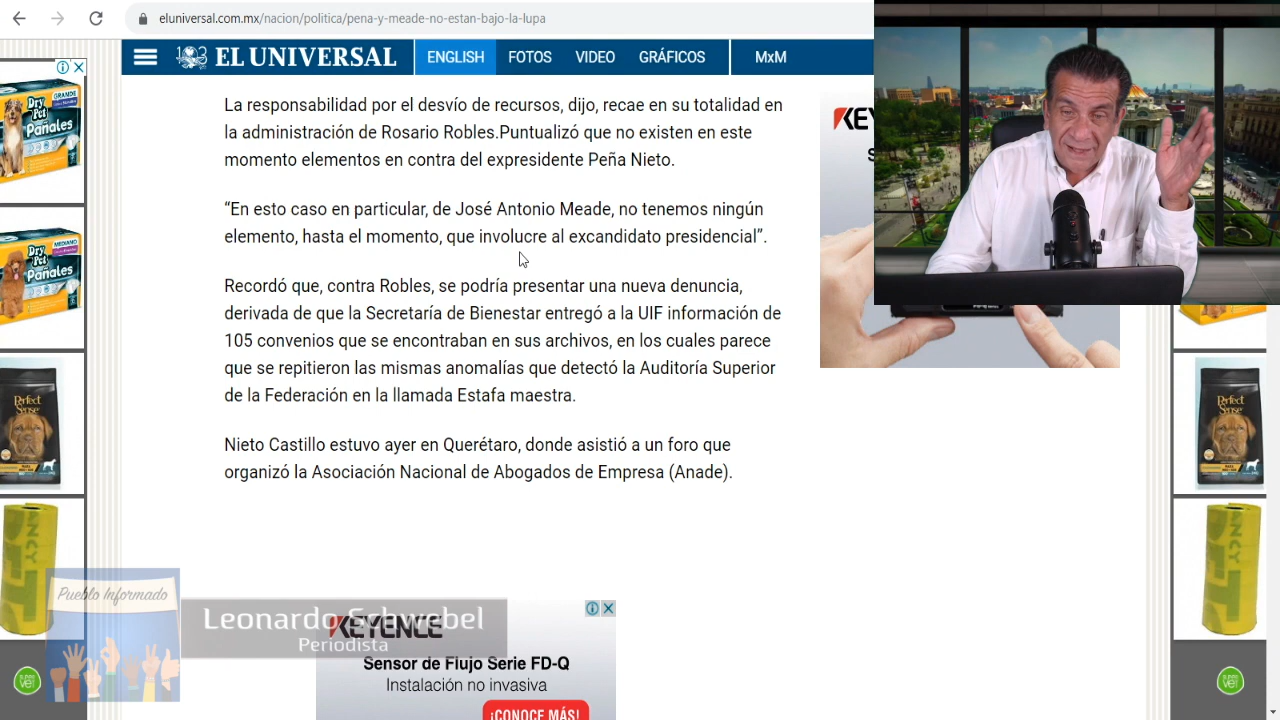 eluniversal.com.mx/nacion/politica/pena-y-meade-no-estan-bajo-la-lupa
EL UNIVERSAL
ENGLISH
FOTOS
VIDEO
GRÁFICOS
MxM
La responsabilidad por el desvío de recursos, dijo, recae en su totalidad en
la administración de Rosario Robles.Puntualizó que no existen en este
momento elementos en contra del expresidente Peña Nieto.
“En esto caso en particular, de José Antonio Meade, no tenemos ningún
elemento, hasta el momento, que involucre al excandidato presidencial”.
Recordó que, contra Robles, se podría presentar una nueva denuncia,
derivada de que la Secretaría de Bienestar entregó a la UIF información de
105 convenios que se encontraban en sus archivos, en los cuales parece
que se repitieron las mismas anomalías que detectó la Auditoría Superior
de la Federación en la llamada Estafa maestra.
Nieto Castillo estuvo ayer en Querétaro, donde asistió a un foro que
organizó la Asociación Nacional de Abogados de Empresa (Anade).
Dry
Pet
GRANDE
Pañales
Dry
Pet
MEDIANO
Pañales
Perfect
Sense
Perfect
Sense
Pueblo Informado
Leonardo Schwebel
Periodista
KEYENCE
Sensor de Flujo Serie FD-Q
Instalación no invasiva
¡CONOCE MÁS!